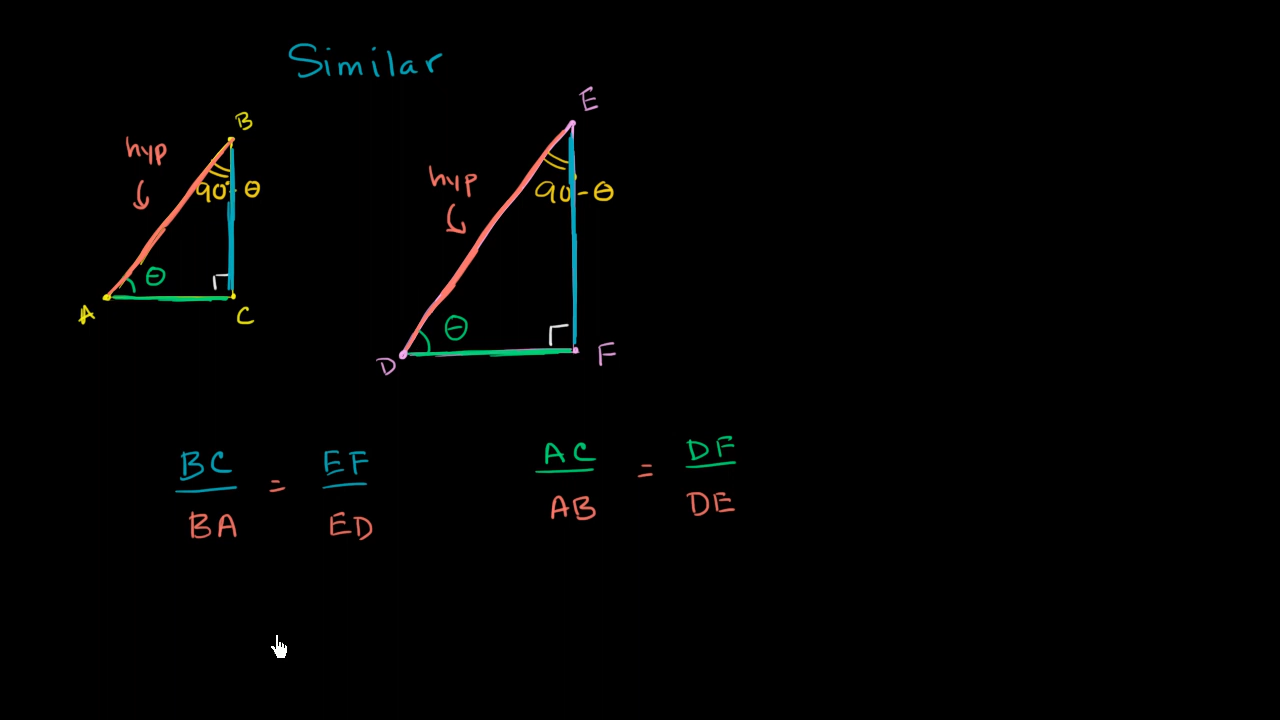 Similar
E
B
hyp
hyp
90-θ
90-θ
θ
A
C
θ
D
F
BC/BA = EF/ED
AC/AB = DF/DE